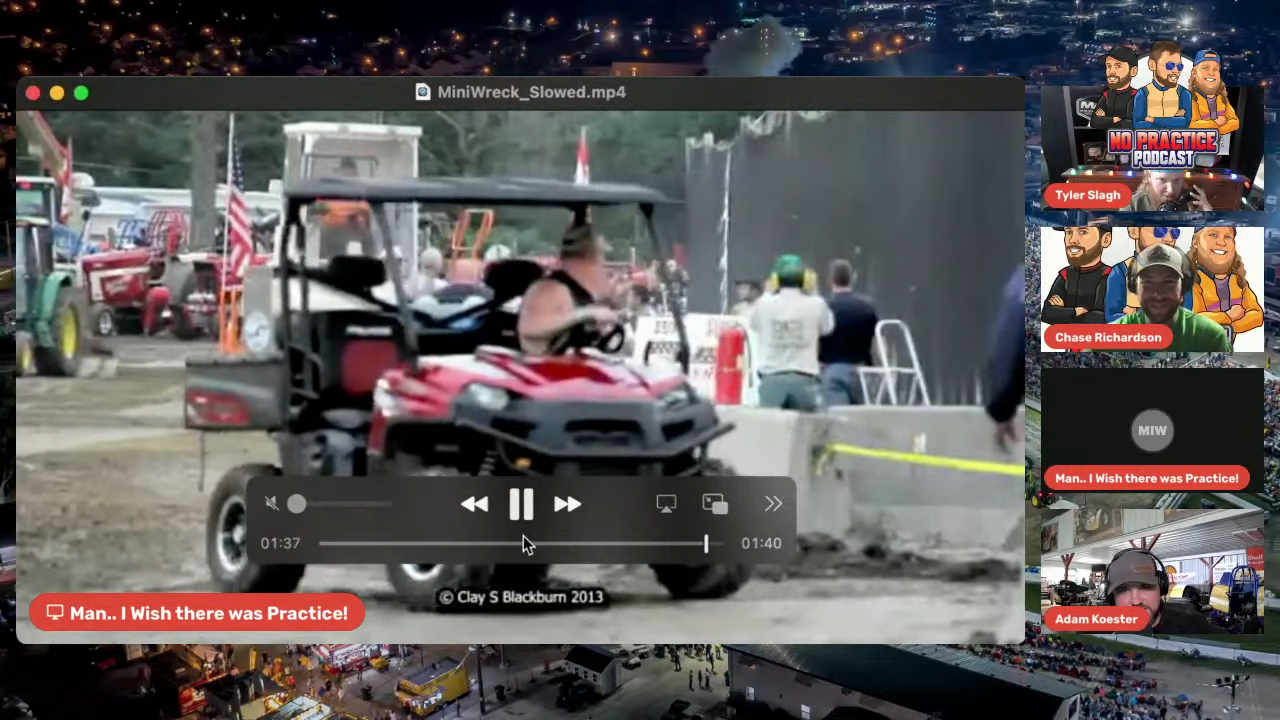 MiniWreck_Slowed.mp4
NO PRACTICE
PODCAST
Tyler Slagh
Chase Richardson
MIW
Man.. I Wish there was Practice!
Adam Koester
01:37
01:40
© Clay S Blackburn 2013
Man.. I Wish there was Practice!